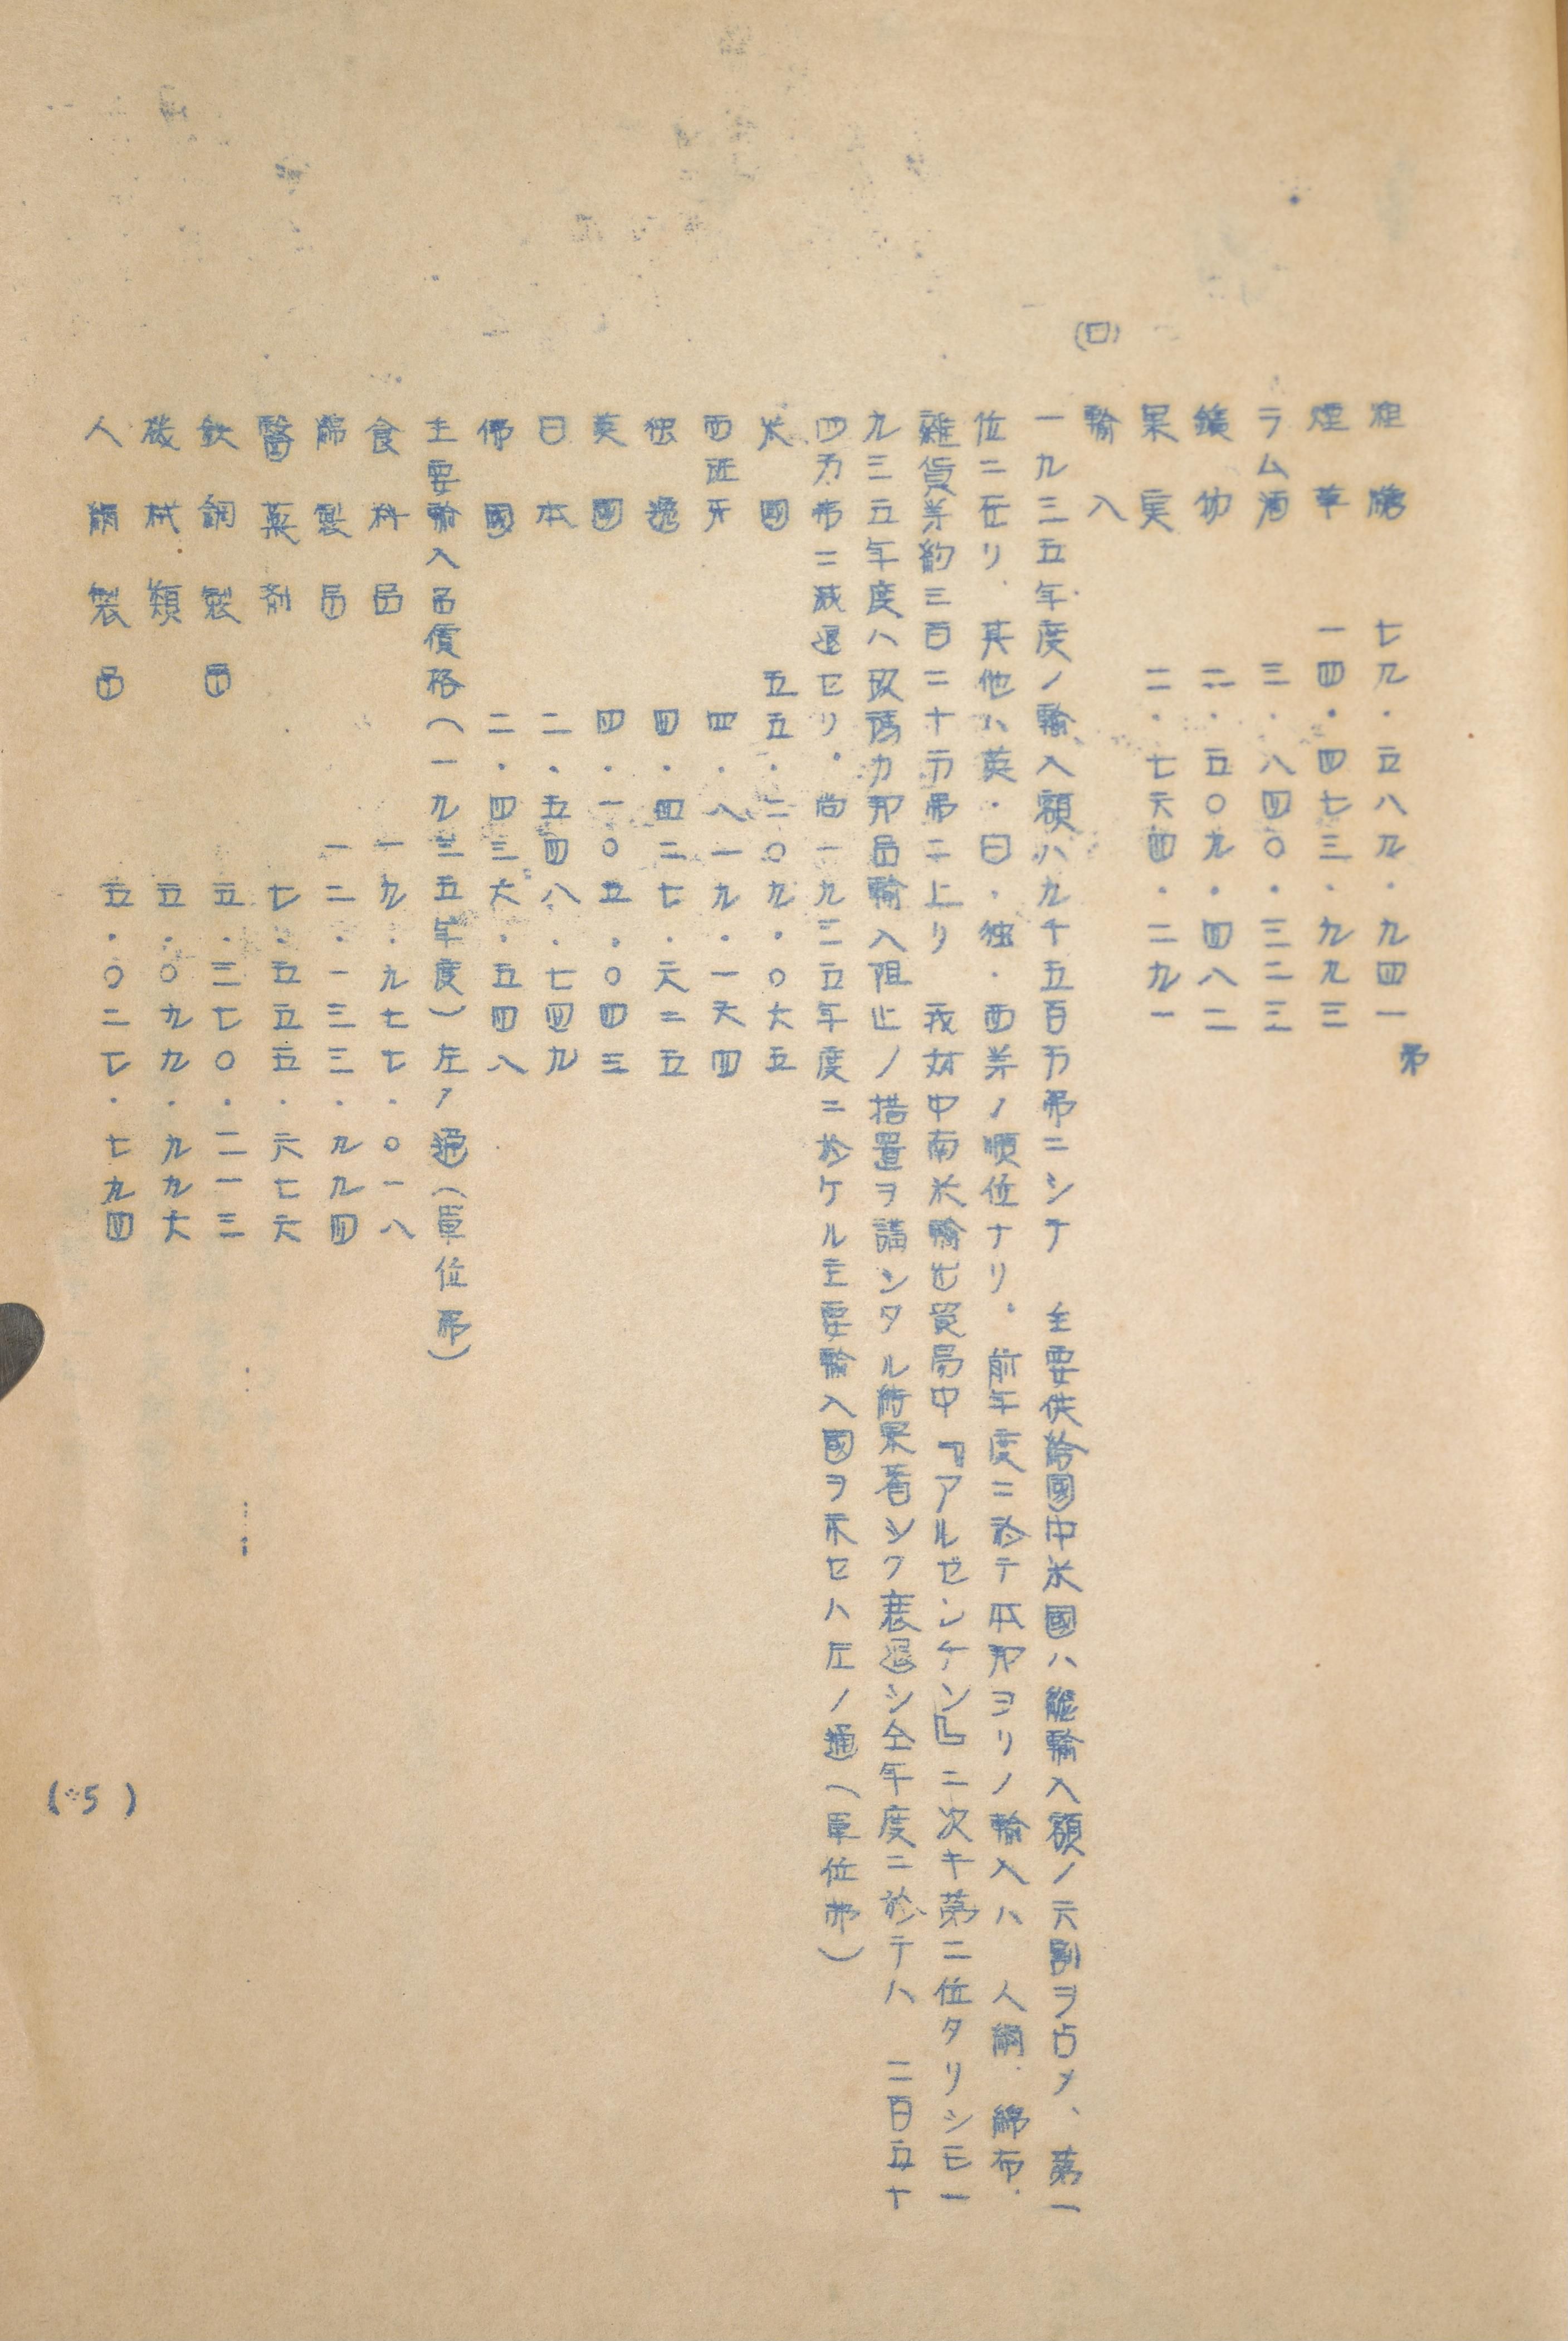 粗糖 七九.五八九.九四一弗
煙草 一四.四七三.九九三
ラム酒 三.八四〇.三二三
鑛物 二.五〇九.四八二
果実 二.七六四.二九一
(ロ) 輸入
一九三五年度ノ輸入額ハ九千五百万弗ニシテ 主要供給國中米國ハ総輸入額ノ六割ヲ占メ、第一
位ニ在リ、其他ハ英・日・独・西等ノ順位ナリ。前年度ニ於テ本邦ヨリノ輸入ハ 人絹、綿布、
雜貨等約三百二十万弗ニ上リ 我対中南米輸出貿易中『アルゼンチン』ニ次キ第二位タリシモ一
九三五年度ハ玖瑪カ邦品輸入阻止ノ措置ヲ講シタル結果著シク衰退シ仝年度ニ於テハ 二百五十
四万弗ニ減退セリ。尚一九三五年度ニ於ケル主要輸入國ヲ示セハ左ノ通(単位弗)
米國 五五.二〇九.〇六五
西班牙 四.八一九.一六四
独逸 四.四二七.六二五
英國 四.一〇五.〇四三
日本 二.五四八.七四九
佛國 二.四三六.五四八
主要輸入品價格(一九三五年度)左ノ通(単位弗)
食料品 一九.九七七.〇一八
綿製品 一二.一三三.九九四
醫薬剤 七.五五五.六七六
鉄鋼製品 五.三七〇.二一三
機械類 五.〇九九.九九六
人絹製品 五.〇二七.七九四
(5)